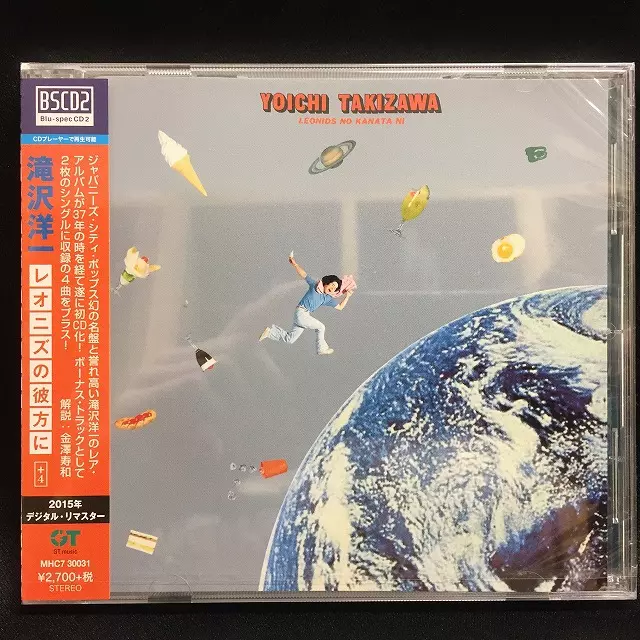 BSCD2
Blu-spec CD2
CDプレーヤーで再生可能
滝沢洋一
レオニズの彼方に
+4
ジャパニーズ・シティ・ポップス幻の名盤と誉れ高い滝沢洋一のレア・
アルバムが37年の時を経て遂に初CD化！ボーナス・トラックとして
2枚のシングルに収録の4曲をプラス！
解説：金澤寿和
2015年
デジタル・リマスター
GT
GT music
MHC7 30031
¥2,700+税
STEREO
YOICHI TAKIZAWA
LEONIDS NO KANATA NI